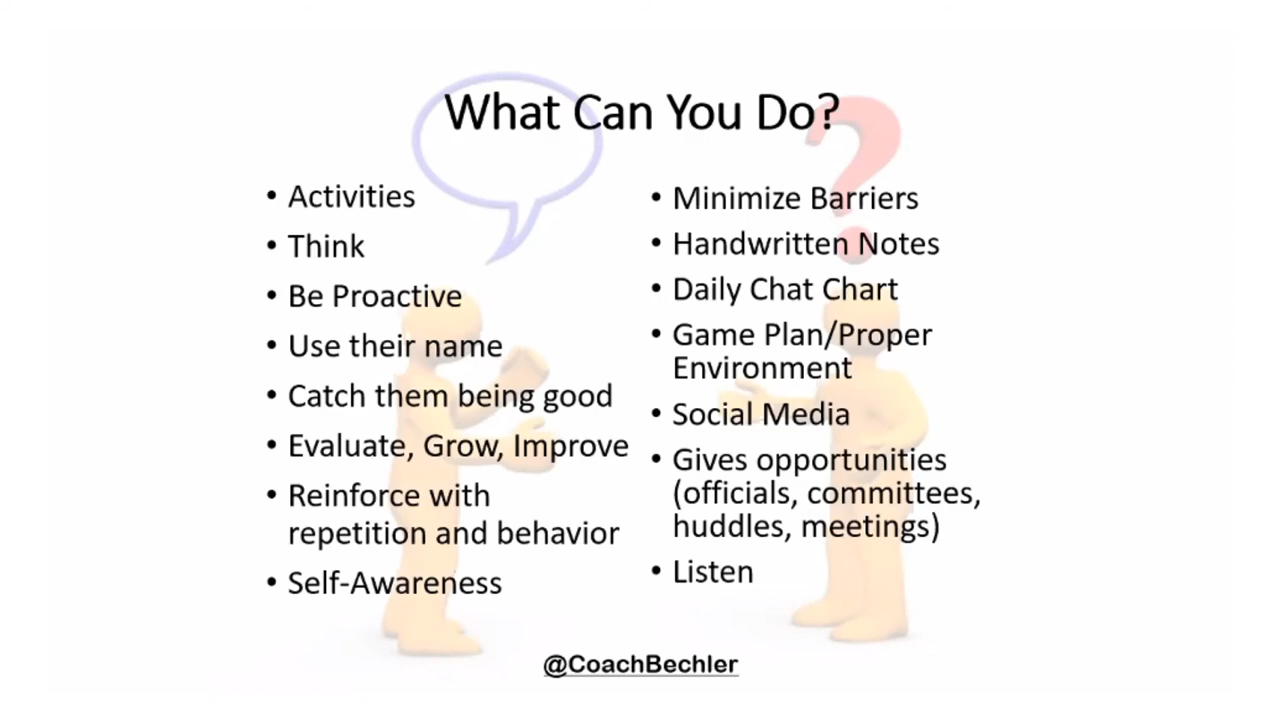 What Can You Do?
• Activities
• Think
• Be Proactive
• Use their name
• Catch them being good
• Evaluate, Grow, Improve
• Reinforce with
repetition and behavior
• Self-Awareness
• Minimize Barriers
• Handwritten Notes
• Daily Chat Chart
• Game Plan/Proper
Environment
• Social Media
• Gives opportunities
(officials, committees,
huddles, meetings)
• Listen
@CoachBechler